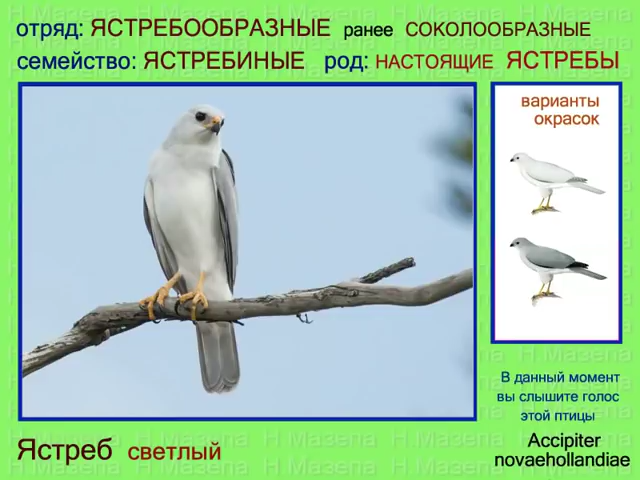 отряд: ЯСТРЕБООБРАЗНЫЕ ранее СОКОЛООБРАЗНЫЕ
семейство: ЯСТРЕБИНЫЕ род: НАСТОЯЩИЕ ЯСТРЕБЫ
варианты
окрасок
В данный момент
вы слышите голос
этой птицы
Ястреб светлый
Accipiter
novaehollandiae
Н Мазепа